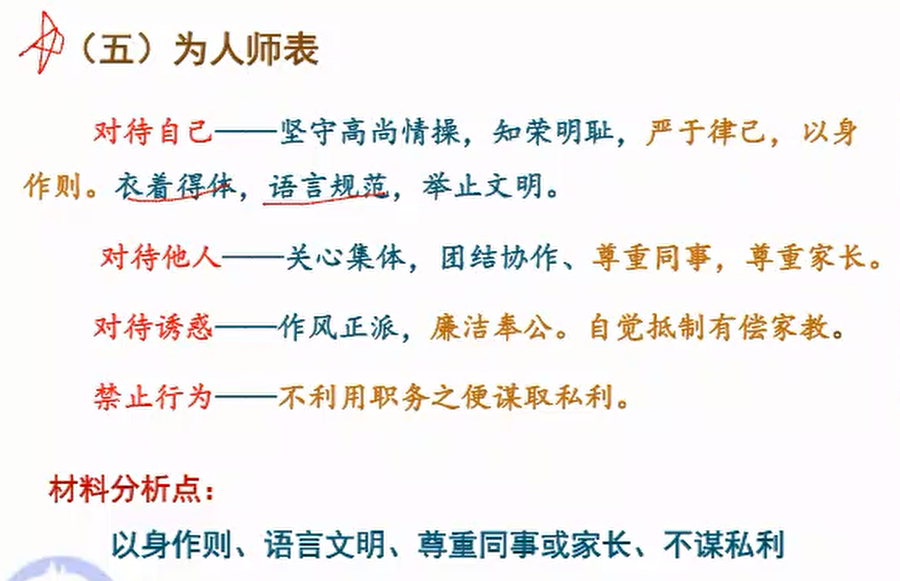 （五）为人师表
对待自己——坚守高尚情操，知荣明耻，严于律己，以身
作则。衣着得体，语言规范，举止文明。
对待他人——关心集体，团结协作、尊重同事，尊重家长。
对待诱惑——作风正派，廉洁奉公。自觉抵制有偿家教。
禁止行为——不利用职务之便谋取私利。
材料分析点：
以身作则、语言文明、尊重同事或家长、不谋私利